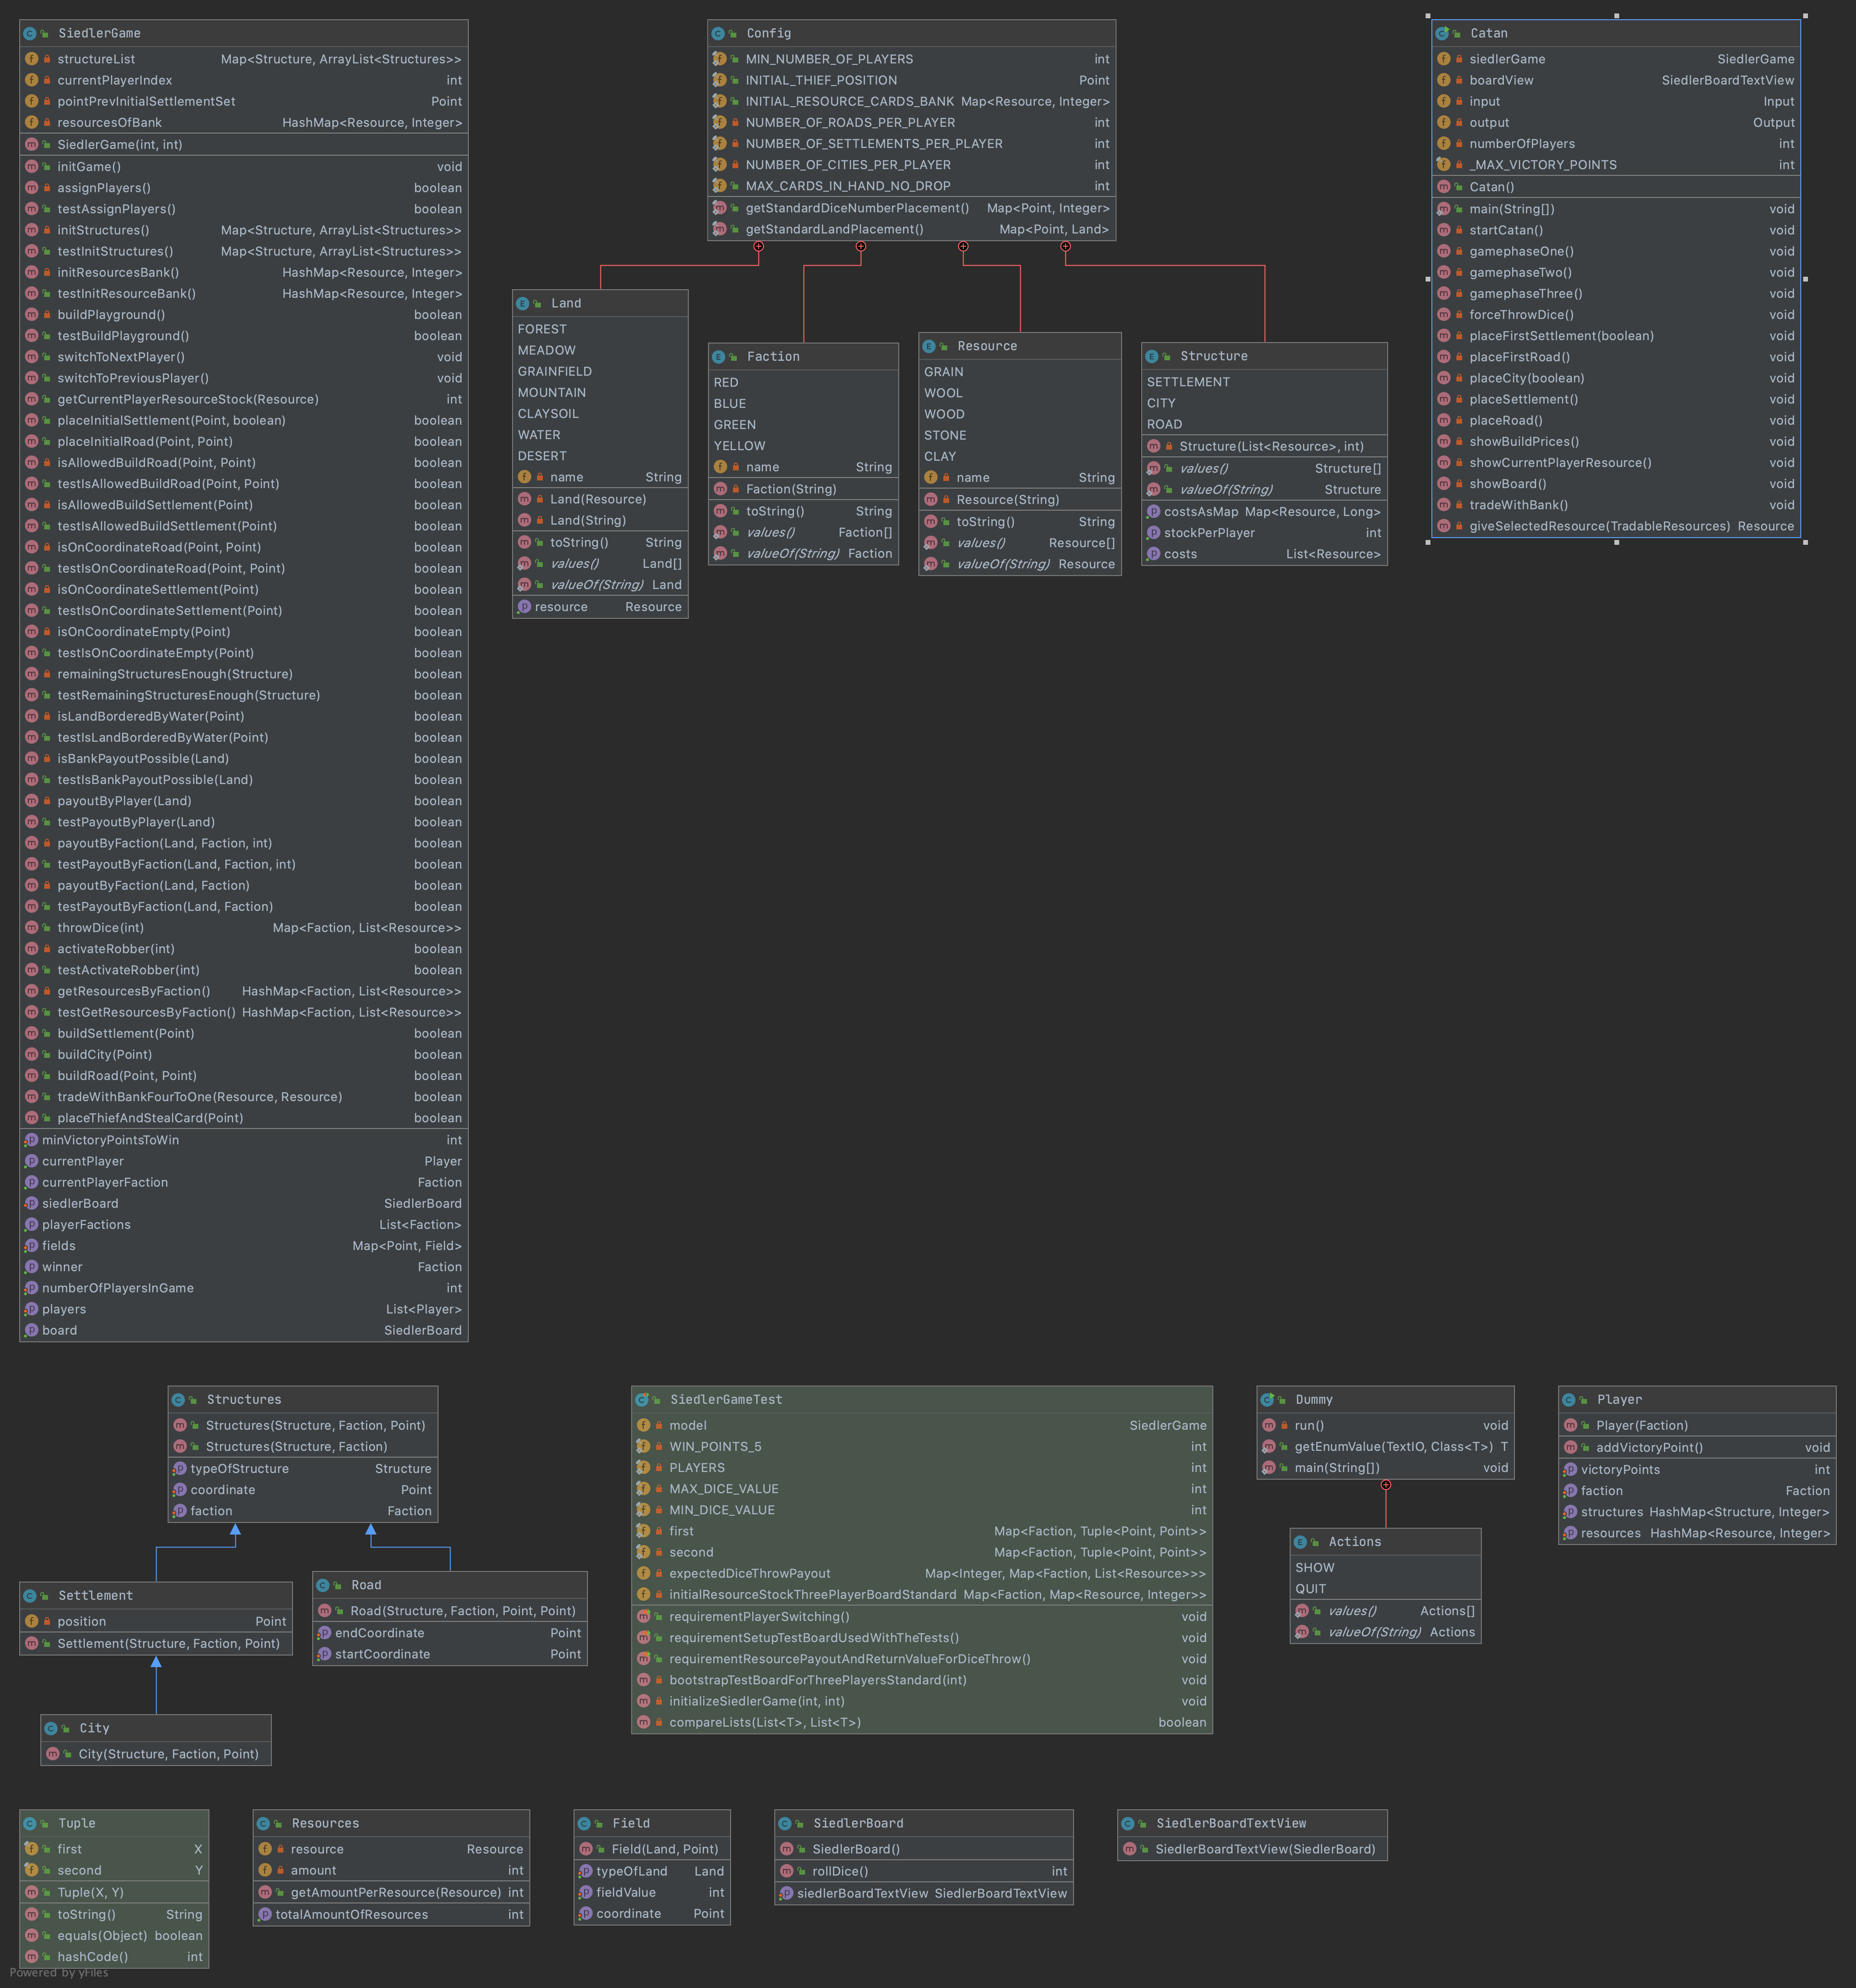 SiedlerGame
structureList Map<Structure, ArrayList<Structures>>
currentPlayerIndex int
pointPrevInitialSettlementSet Point
resourcesOfBank HashMap<Resource, Integer>
SiedlerGame(int, int)
initGame() void
assignPlayers() boolean
testAssignPlayers() boolean
initStructures() Map<Structure, ArrayList<Structures>>
testInitStructures() Map<Structure, ArrayList<Structures>>
initResourcesBank() HashMap<Resource, Integer>
testInitResourceBank() HashMap<Resource, Integer>
buildPlayground() boolean
testBuildPlayground() boolean
switchToNextPlayer() void
switchToPreviousPlayer() void
getCurrentPlayerResourceStock(Resource) int
placeInitialSettlement(Point, boolean) boolean
placeInitialRoad(Point, Point) boolean
isAllowedBuildRoad(Point, Point) boolean
testIsAllowedBuildRoad(Point, Point) boolean
isAllowedBuildSettlement(Point) boolean
testIsAllowedBuildSettlement(Point) boolean
isOnCoordinateRoad(Point, Point) boolean
testIsOnCoordinateRoad(Point, Point) boolean
isOnCoordinateSettlement(Point) boolean
testIsOnCoordinateSettlement(Point) boolean
isOnCoordinateEmpty(Point) boolean
testIsOnCoordinateEmpty(Point) boolean
remainingStructuresEnough(Structure) boolean
testRemainingStructuresEnough(Structure) boolean
isLandBorderedByWater(Point) boolean
testIsLandBorderedByWater(Point) boolean
isBankPayoutPossible(Land) boolean
testIsBankPayoutPossible(Land) boolean
payoutByPlayer(Land) boolean
testPayoutByPlayer(Land) boolean
payoutByFaction(Land, Faction, int) boolean
testPayoutByFaction(Land, Faction, int) boolean
payoutByFaction(Land, Faction) boolean
testPayoutByFaction(Land, Faction) boolean
throwDice(int) Map<Faction, List<Resource>>
activateRobber(int) boolean
testActivateRobber(int) boolean
getResourcesByFaction() HashMap<Faction, List<Resource>>
testGetResourcesByFaction() HashMap<Faction, List<Resource>>
buildSettlement(Point) boolean
buildCity(Point) boolean
buildRoad(Point, Point) boolean
tradeWithBankFourToOne(Resource, Resource) boolean
placeThiefAndStealCard(Point) boolean
minVictoryPointsToWin int
currentPlayer Player
currentPlayerFaction Faction
siedlerBoard SiedlerBoard
playerFactions List<Faction>
fields Map<Point, Field>
winner Faction
numberOfPlayersInGame int
players List<Player>
board SiedlerBoard
Config
MIN_NUMBER_OF_PLAYERS int
INITIAL_THIEF_POSITION Point
INITIAL_RESOURCE_CARDS_BANK Map<Resource, Integer>
NUMBER_OF_ROADS_PER_PLAYER int
NUMBER_OF_SETTLEMENTS_PER_PLAYER int
NUMBER_OF_CITIES_PER_PLAYER int
MAX_CARDS_IN_HAND_NO_DROP int
getStandardDiceNumberPlacement() Map<Point, Integer>
getStandardLandPlacement() Map<Point, Land>
Land
FOREST
MEADOW
GRAINFIELD
MOUNTAIN
CLAYSOIL
WATER
DESERT
name String
Land(Resource)
Land(String)
toString() String
values() Land[]
valueOf(String) Land
resource Resource
Faction
RED
BLUE
GREEN
YELLOW
name String
Faction(String)
toString() String
values() Faction[]
valueOf(String) Faction
Resource
GRAIN
WOOL
WOOD
STONE
CLAY
name String
Resource(String)
toString() String
values() Resource[]
valueOf(String) Resource
Structure
SETTLEMENT
CITY
ROAD
Structure(List<Resource>, int)
values() Structure[]
valueOf(String) Structure
costsAsMap Map<Resource, Long>
stockPerPlayer int
costs List<Resource>
Catan
siedlerGame SiedlerGame
boardView SiedlerBoardTextView
input Input
output Output
numberOfPlayers int
_MAX_VICTORY_POINTS int
Catan()
main(String[]) void
startCatan() void
gamephaseOne() void
gamephaseTwo() void
gamephaseThree() void
forceThrowDice() void
placeFirstSettlement(boolean) void
placeFirstRoad() void
placeCity(boolean) void
placeSettlement() void
placeRoad() void
showBuildPrices() void
showCurrentPlayerResource() void
showBoard() void
tradeWithBank() void
giveSelectedResource(TradableResources) Resource
Structures
Structures(Structure, Faction, Point)
Structures(Structure, Faction)
typeOfStructure Structure
coordinate Point
faction Faction
Settlement
position Point
Settlement(Structure, Faction, Point)
Road
Road(Structure, Faction, Point, Point)
endCoordinate Point
startCoordinate Point
City
City(Structure, Faction, Point)
SiedlerGameTest
model SiedlerGame
WIN_POINTS_5 int
PLAYERS int
MAX_DICE_VALUE int
MIN_DICE_VALUE int
first Map<Faction, Tuple<Point, Point>>
second Map<Faction, Tuple<Point, Point>>
expectedDiceThrowPayout Map<Integer, Map<Faction, List<Resource>>>
initialResourceStockThreePlayerBoardStandard Map<Faction, Map<Resource, Integer>>
requirementPlayerSwitching() void
requirementSetupTestBoardUsedWithTheTests() void
requirementResourcePayoutAndReturnValueForDiceThrow() void
bootstrapTestBoardForThreePlayersStandard(int) void
initializeSiedlerGame(int, int) void
compareLists(List<T>, List<T>) boolean
Dummy
run() void
getEnumValue(TextIO, Class<T>) T
main(String[]) void
Actions
SHOW
QUIT
values() Actions[]
valueOf(String) Actions
Player
Player(Faction)
addVictoryPoint() void
victoryPoints int
faction Faction
structures HashMap<Structure, Integer>
resources HashMap<Resource, Integer>
Tuple
first X
second Y
Tuple(X, Y)
toString() String
equals(Object) boolean
hashCode() int
Resources
resource Resource
amount int
getAmountPerResource(Resource) int
totalAmountOfResources int
Field
Field(Land, Point)
typeOfLand Land
fieldValue int
coordinate Point
SiedlerBoard
SiedlerBoard()
rollDice() int
siedlerBoardTextView SiedlerBoardTextView
SiedlerBoardTextView
SiedlerBoardTextView(SiedlerBoard)
Powered by yFiles